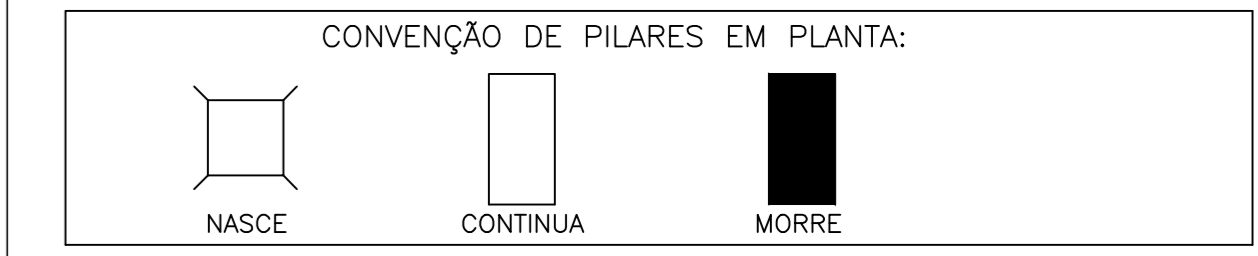 CONVENÇÃO DE PILARES EM PLANTA:
NASCE CONTINUA MORRE